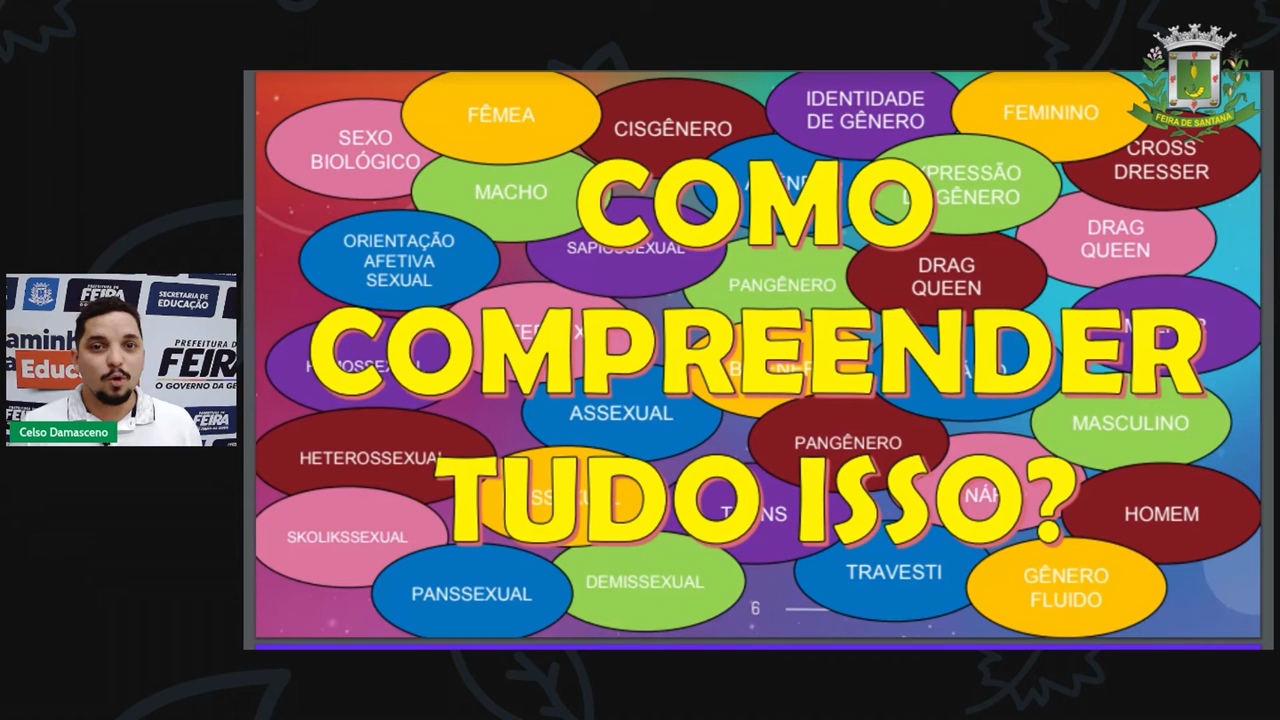 FEIRA DE SANTANA
SEXO
BIOLÓGICO
FÊMEA
CISGÊNERO
IDENTIDADE
DE GÊNERO
FEMININO
CROSS
DRESSER
MACHO
COMO
ORIENTAÇÃO
AFETIVA
SEXUAL
PANGÊNERO
DRAG
QUEEN
DRAG
QUEEN
COMPREENDER
ASSEXUAL
MASCULINO
HETEROSSEXUAL
PANGÊNERO
TUDO ISSO?
HOMEM
SKOLIKSSEXUAL
PANSSEXUAL
DEMISSEXUAL
TRAVESTI
GÊNERO
FLUIDO
6
SECRETARIA DE
EDUCAÇÃO
PREFEITURA DE
FEIRA
O GOVERNO DA
Celso Damasceno